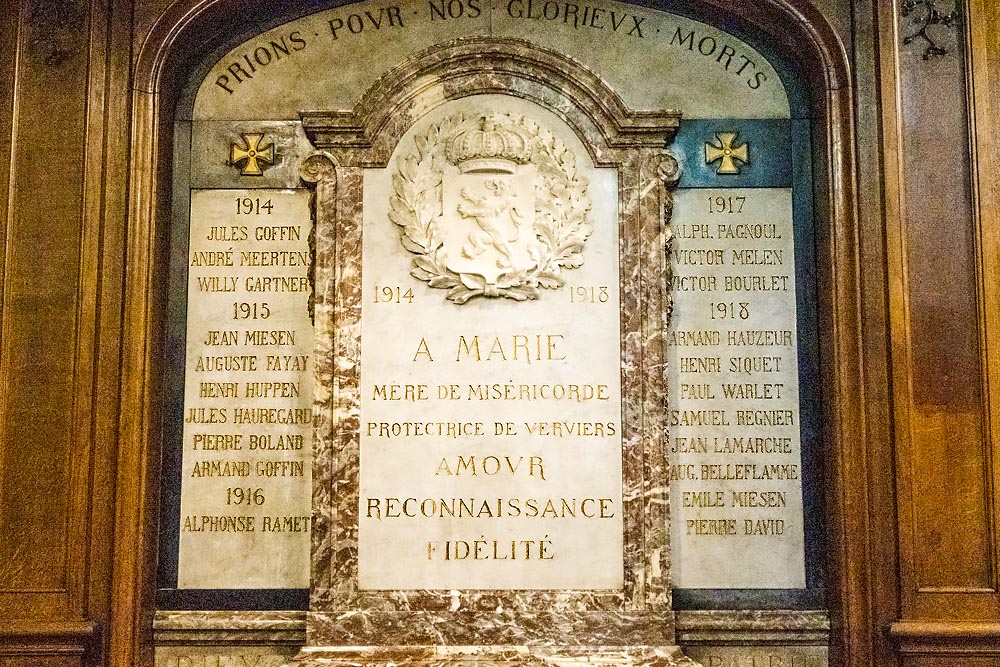 PRIONS · POVR · NOS · GLORIEVX · MORTS
1914
JULES GOFFIN
ANDRÉ MEERTENS
WILLY GARTNER
1915
JEAN MIESEN
AUGUSTE FAYAY
HENRI HUPPEN
JULES HAUREGARD
PIERRE BOLAND
ARMAND GOFFIN
1916
ALPHONSE RAMET
1914 1918
A MARIE
MÈRE DE MISÉRICORDE
PROTECTRICE DE VERVIERS
AMOVR
RECONNAISSANCE
FIDÉLITÉ
1917
ALPH. PAGNOUL
VICTOR MELEN
VICTOR BOURLET
1918
ARMAND HAUZEUR
HENRI SIQUET
PAUL WARLET
SAMUEL REGNIER
JEAN LAMARCHE
AUG. BELLEFLAMME
EMILE MIESEN
PIERRE DAVID